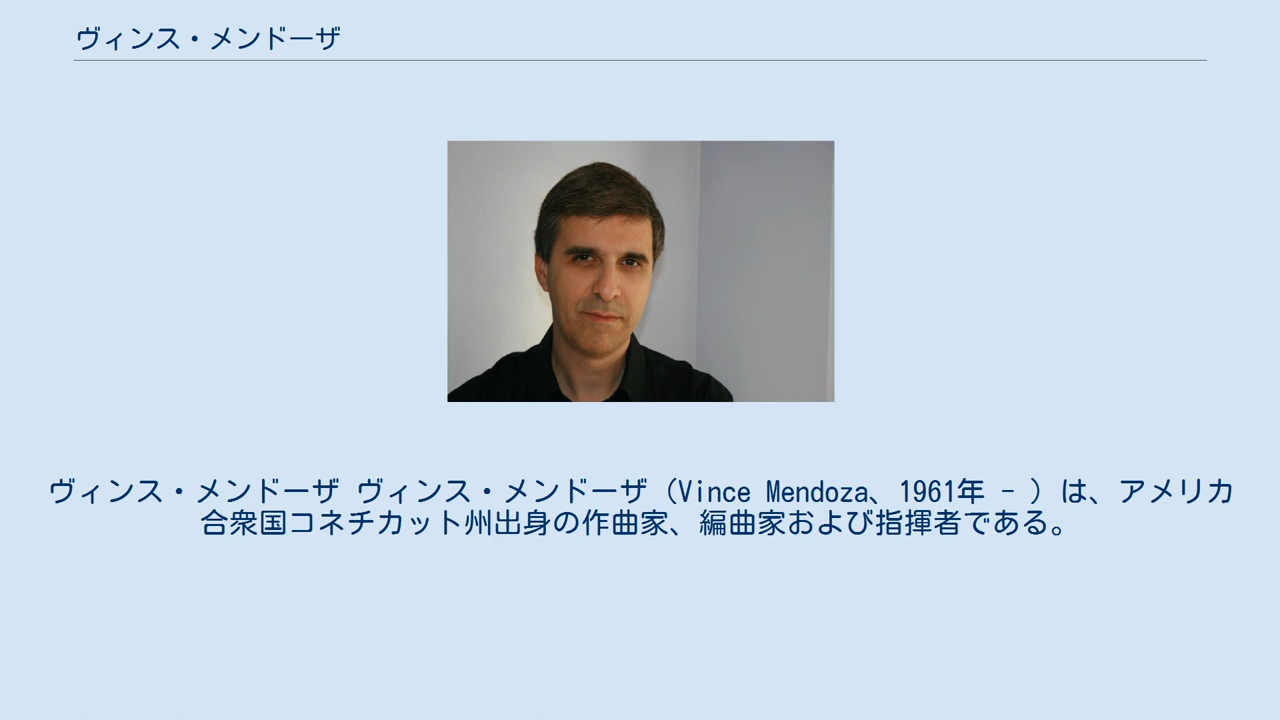 ヴィンス・メンドーザ
ヴィンス・メンドーザ ヴィンス・メンドーザ（Vince Mendoza、1961年 - ）は、アメリカ
合衆国コネチカット州出身の作曲家、編曲家および指揮者である。